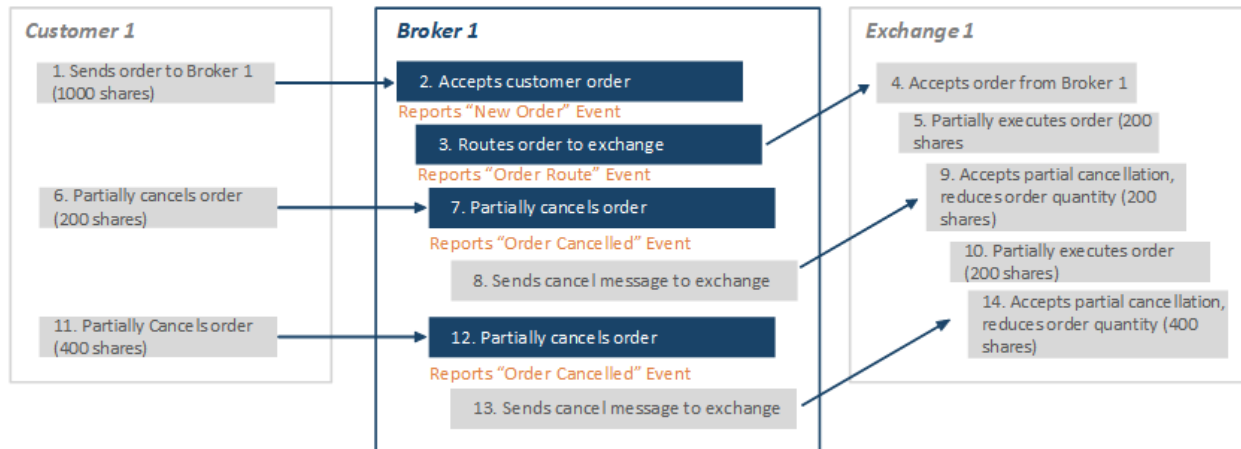 Customer 1
1. Sends order to Broker 1
(1000 shares)
6. Partially cancels order
(200 shares)
11. Partially Cancels order
(400 shares)
Broker 1
2. Accepts customer order
Reports “New Order” Event
3. Routes order to exchange
Reports “Order Route” Event
7. Partially cancels order
Reports “Order Cancelled” Event
8. Sends cancel message to exchange
12. Partially cancels order
Reports “Order Cancelled” Event
13. Sends cancel message to exchange
Exchange 1
4. Accepts order from Broker 1
5. Partially executes order (200
shares
9. Accepts partial cancellation,
reduces order quantity (200
shares)
10. Partially executes order
(200 shares)
14. Accepts partial cancellation,
reduces order quantity (400
shares)